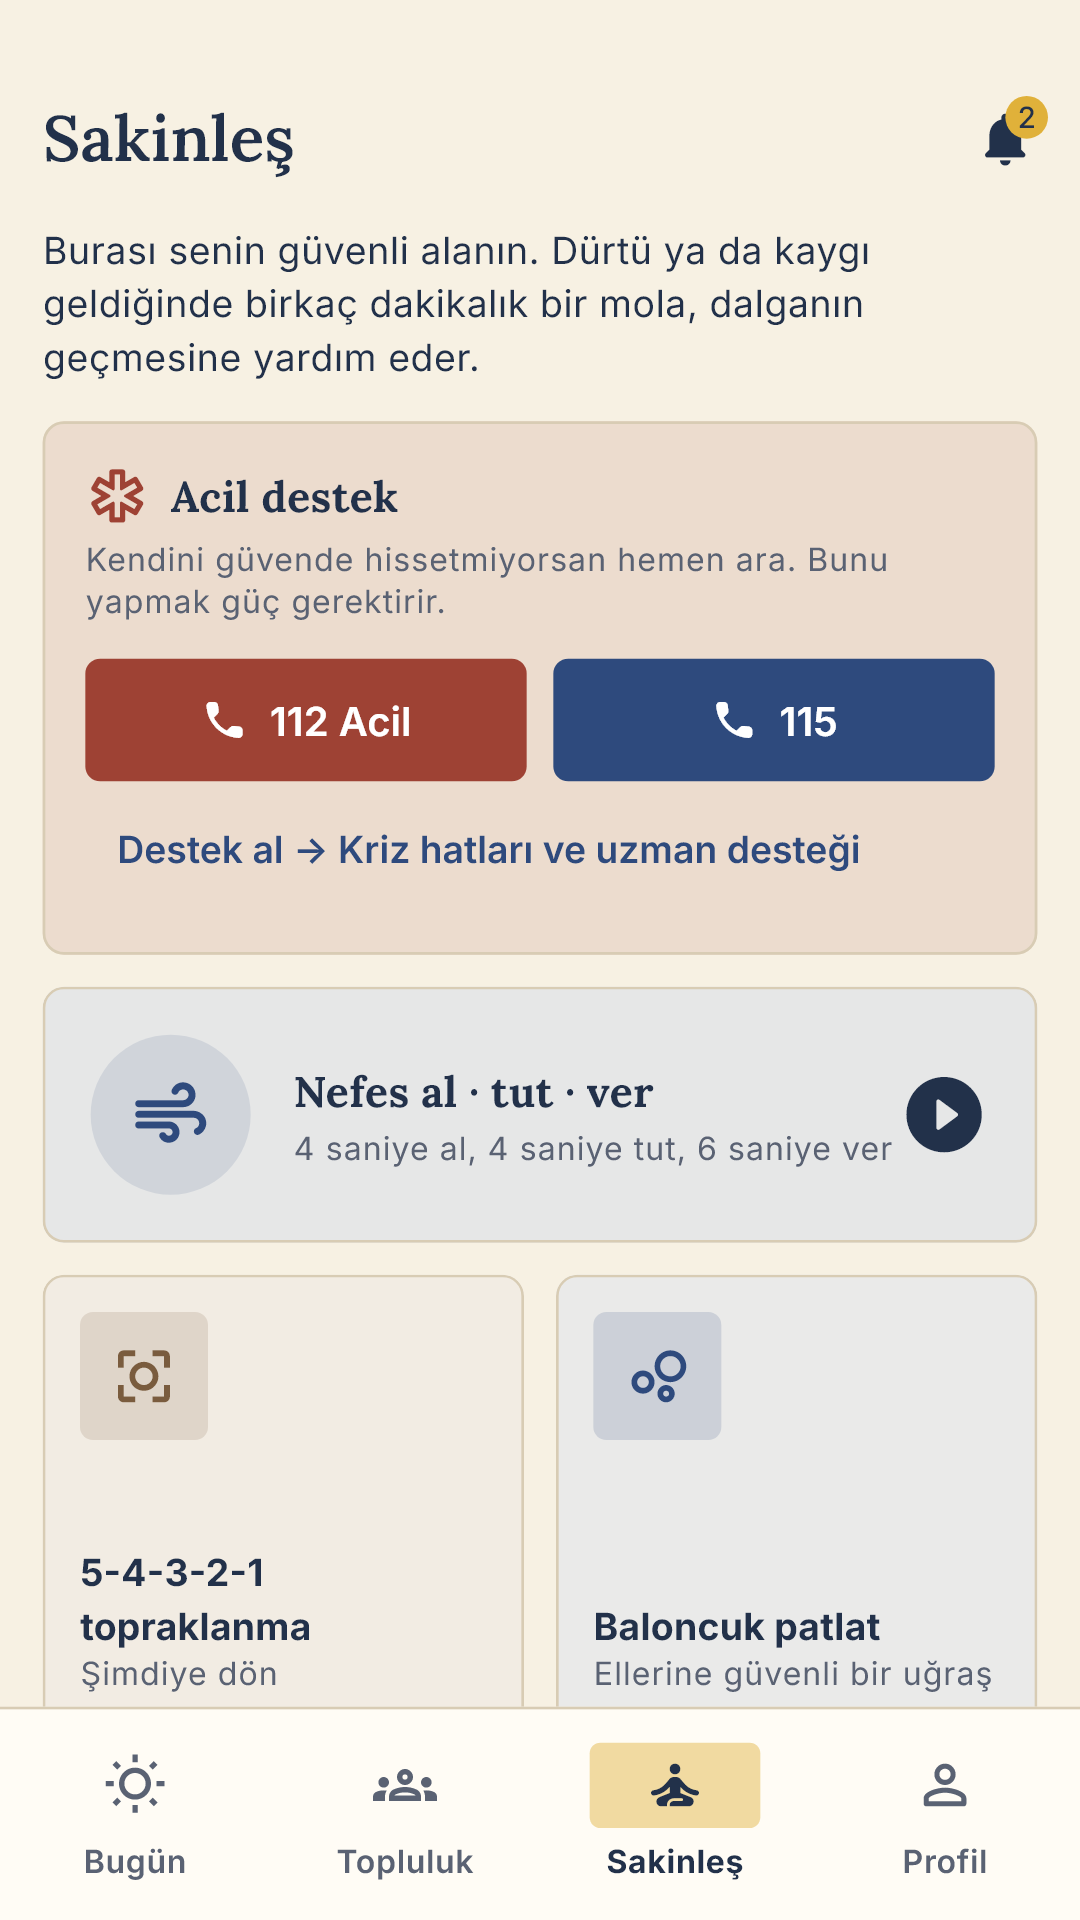 Sakinleş
2
Burası senin güvenli alanın. Dürtü ya da kaygı
geldiğinde birkaç dakikalık bir mola, dalganın
geçmesine yardım eder.
Acil destek
Kendini güvende hissetmiyorsan hemen ara. Bunu
yapmak güç gerektirir.
112 Acil
115
Destek al → Kriz hatları ve uzman desteği
Nefes al · tut · ver
4 saniye al, 4 saniye tut, 6 saniye ver
5-4-3-2-1
topraklanma
Şimdiye dön
Baloncuk patlat
Ellerine güvenli bir uğraş
Bugün
Topluluk
Sakinleş
Profil